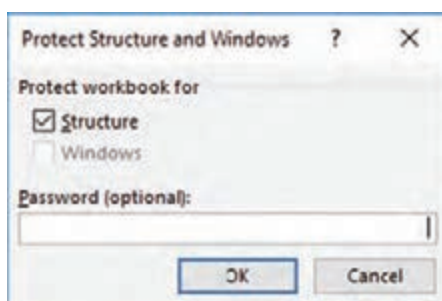 Protect Structure and Windows ? ×
Protect workbook for
Structure
Windows
Password (optional):
OK Cancel